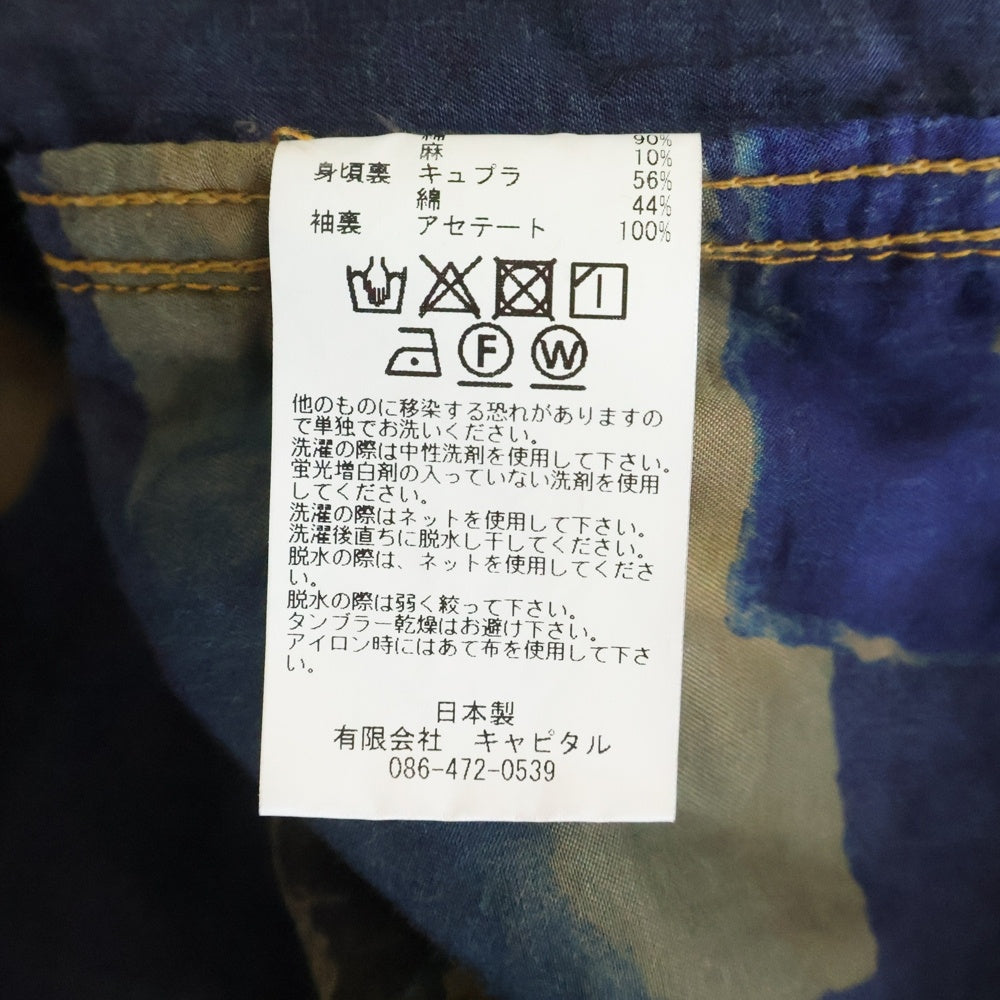 綿 90%
麻 10%
身頃裏 キュプラ 56%
綿 44%
袖裏 アセテート 100%
F W
他のものに移染する恐れがありますの
で単独でお洗いください。
洗濯の際は中性洗剤を使用して下さい。
蛍光増白剤の入っていない洗剤を使用
してください。
洗濯の際はネットを使用して下さい。
洗濯後直ちに脱水し干してください。
脱水の際は、ネットを使用してくださ
い。
脱水の際は弱く絞って下さい。
タンブラー乾燥はお避け下さい。
アイロン時にはあて布を使用して下さ
い。
日本製
有限会社 キャピタル
086-472-0539